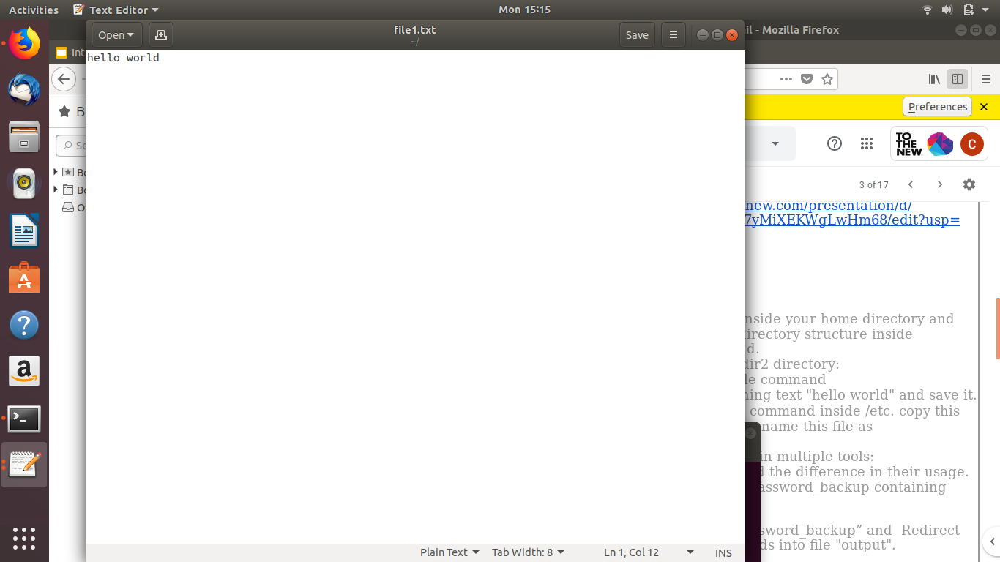 Activities Text Editor Mon 15:15
Open file1.txt Save
~/
il - Mozilla Firefox
Int
hello world
B
Preferences
Se
TO
THE
NEW
C
Bo
Bo
O
3 of 17
new.com/presentation/d/
7yMiXEKWgLwHm68/edit?usp=
nside your home directory and
directory structure inside
nd.
dir2 directory:
le command
ning text "hello world" and save it.
command inside /etc. copy this
name this file as
in multiple tools:
d the difference in their usage.
assword_backup containing
sword_backup” and Redirect
ds into file "output".
Plain Text Tab Width: 8 Ln 1, Col 12 INS